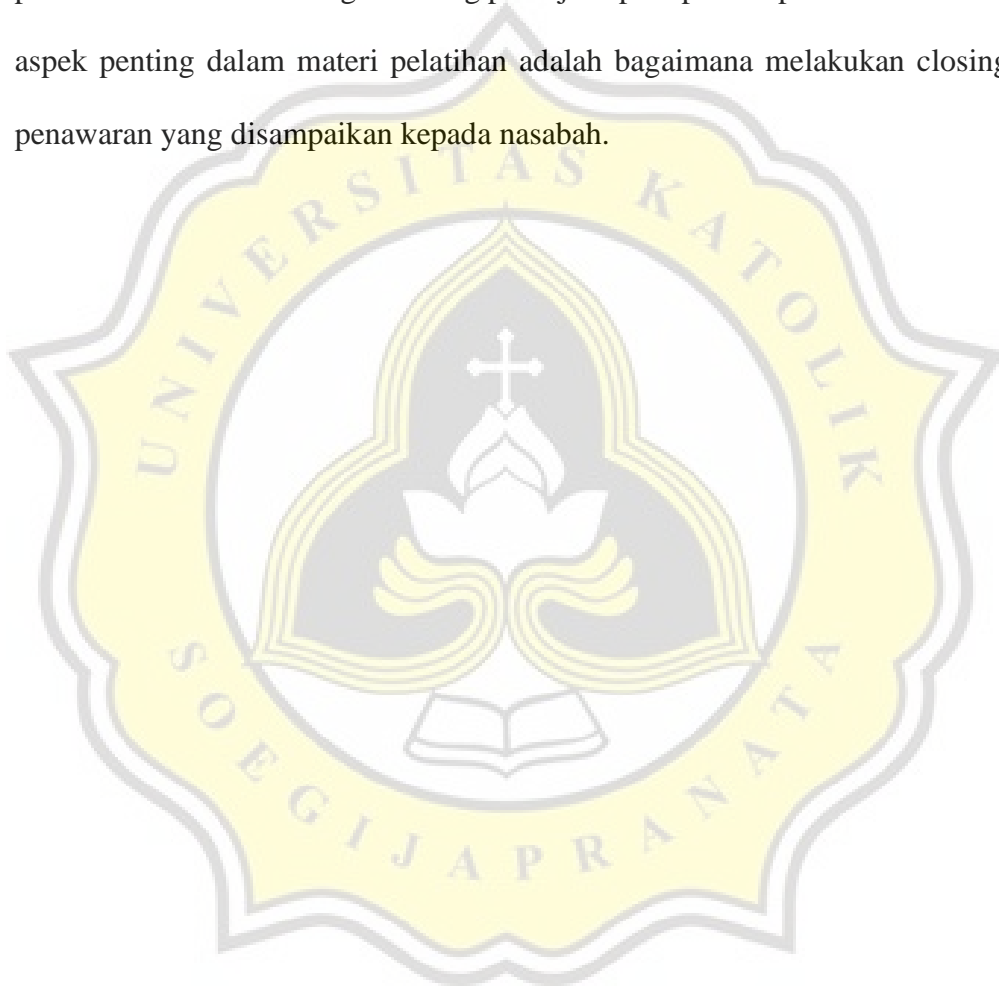 aspek penting dalam materi pelatihan adalah bagaimana melakukan closing
penawaran yang disampaikan kepada nasabah.
UNIVERSITAS KATOLIK
SOEGIJAPRANATA